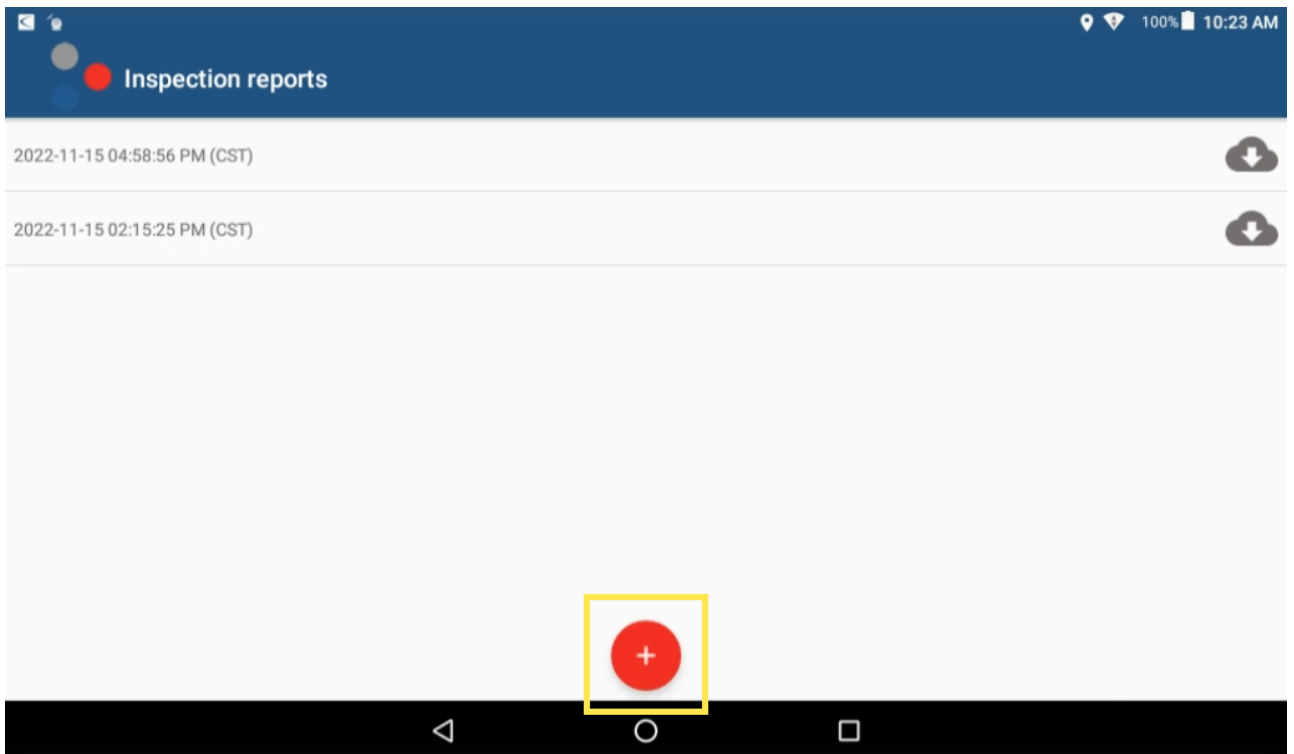 100% 10:23 AM
Inspection reports
2022-11-15 04:58:56 PM (CST)
2022-11-15 02:15:25 PM (CST)
+